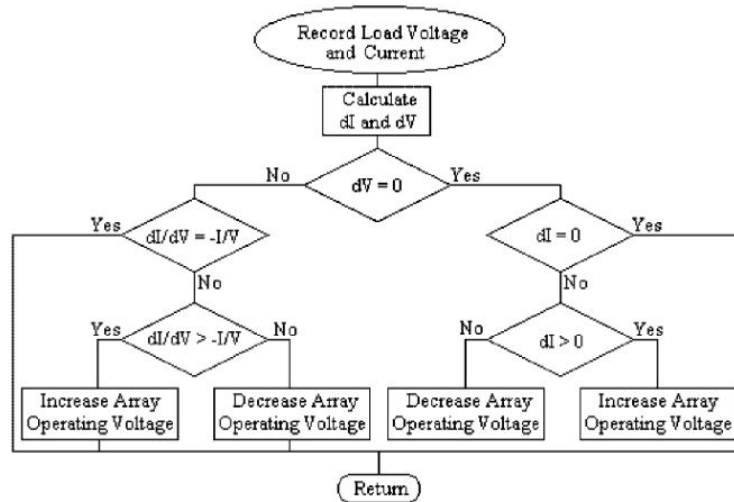 Record Load Voltage
and Current
Calculate
dI and dV
No
dV = 0
Yes
Yes
dI/dV = -I/V
dI = 0
Yes
No
No
Yes
dI/dV > -I/V
No
No
dI > 0
Yes
Increase Array
Operating Voltage
Decrease Array
Operating Voltage
Decrease Array
Operating Voltage
Increase Array
Operating Voltage
Return